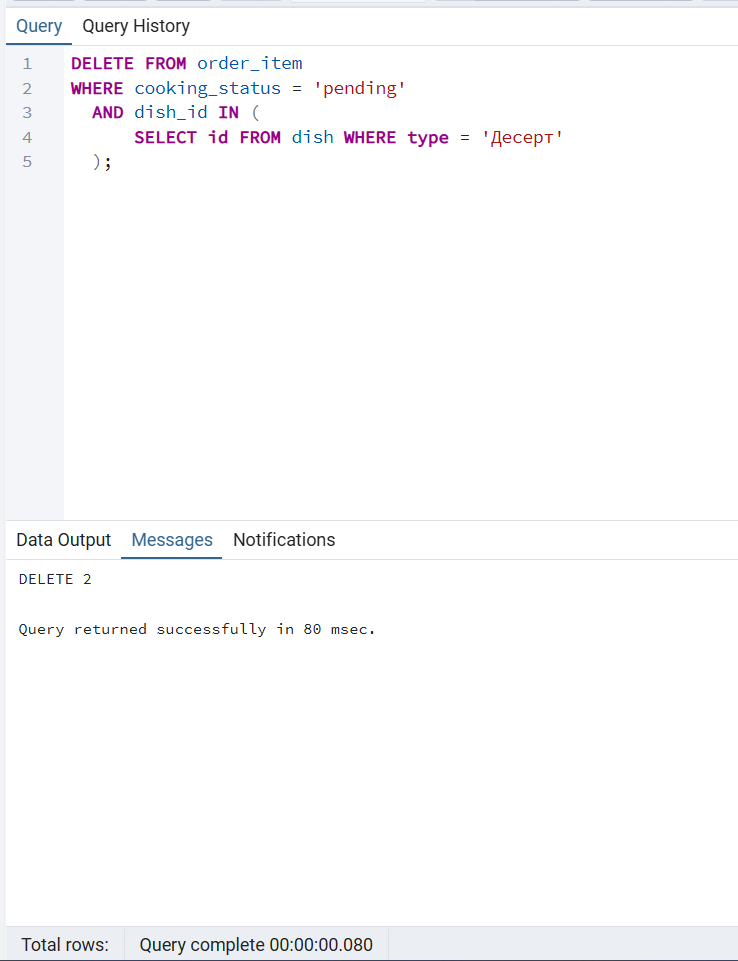 Query Query History
1 DELETE FROM order_item
2 WHERE cooking_status = 'pending'
3 AND dish_id IN (
4 SELECT id FROM dish WHERE type = 'Десерт'
5 );
Data Output Messages Notifications
DELETE 2
Query returned successfully in 80 msec.
Total rows: Query complete 00:00:00.080